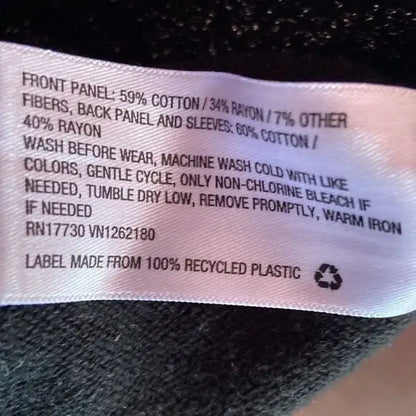 FRONT PANEL: 59% COTTON / 34% RAYON / 7% OTHER
FIBERS, BACK PANEL AND SLEEVES: 60% COTTON /
40% RAYON
WASH BEFORE WEAR, MACHINE WASH COLD WITH LIKE
COLORS, GENTLE CYCLE, ONLY NON-CHLORINE BLEACH IF
NEEDED, TUMBLE DRY LOW, REMOVE PROMPTLY, WARM IRON
IF NEEDED
RN17730 VN1262180
LABEL MADE FROM 100% RECYCLED PLASTIC